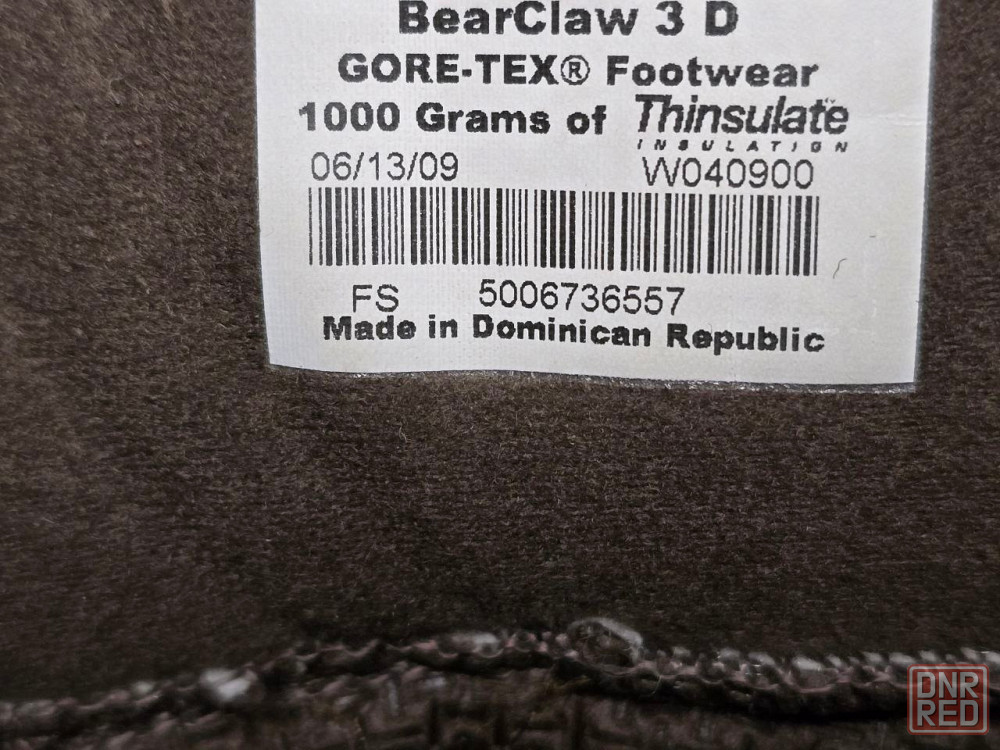 BearClaw 3 D
GORE-TEX® Footwear
1000 Grams of Thinsulate
INSULATION
06/13/09 W040900
FS 5006736557
Made in Dominican Republic
DNR
RED